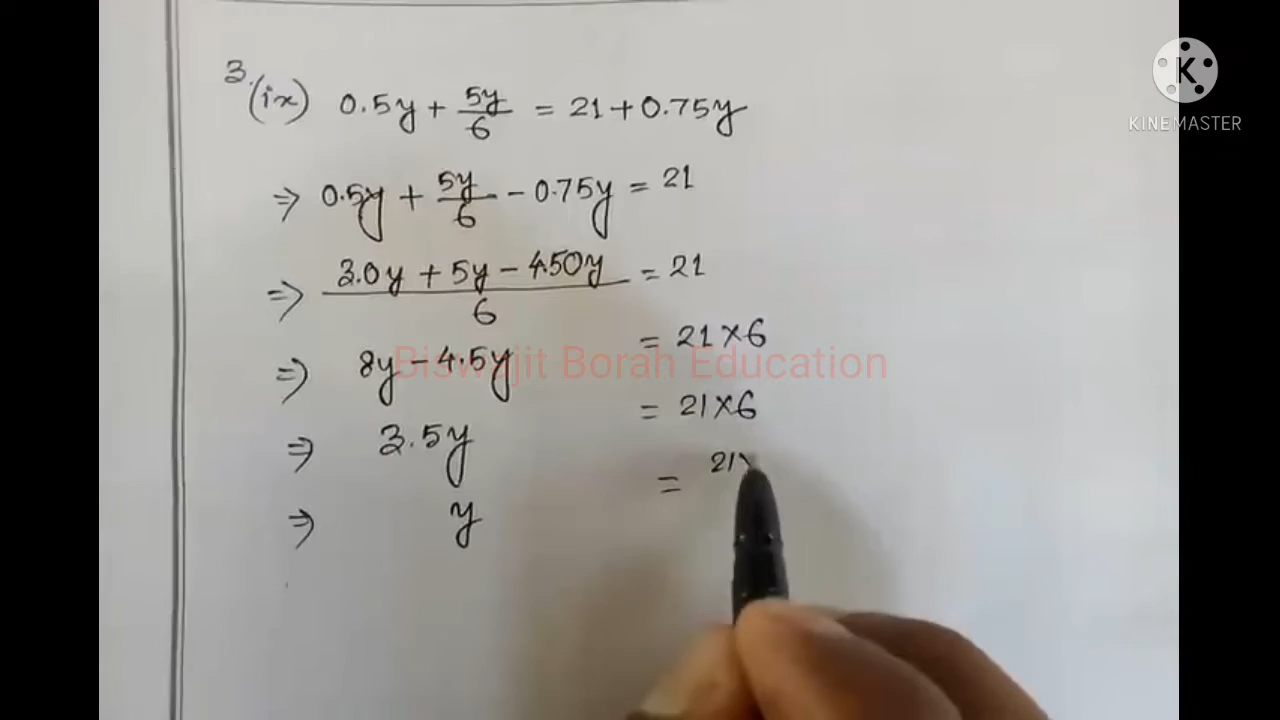 3.(ix) 0.5y + 5y/6 = 21 + 0.75y
⇒ 0.5y + 5y/6 - 0.75y = 21
⇒ (3.0y + 5y - 4.50y)/6 = 21
⇒ 8y - 4.5y = 21 × 6
⇒ 3.5y = 21 × 6
⇒ y = 21×
Biswajit Borah Education
K
KINEMASTER